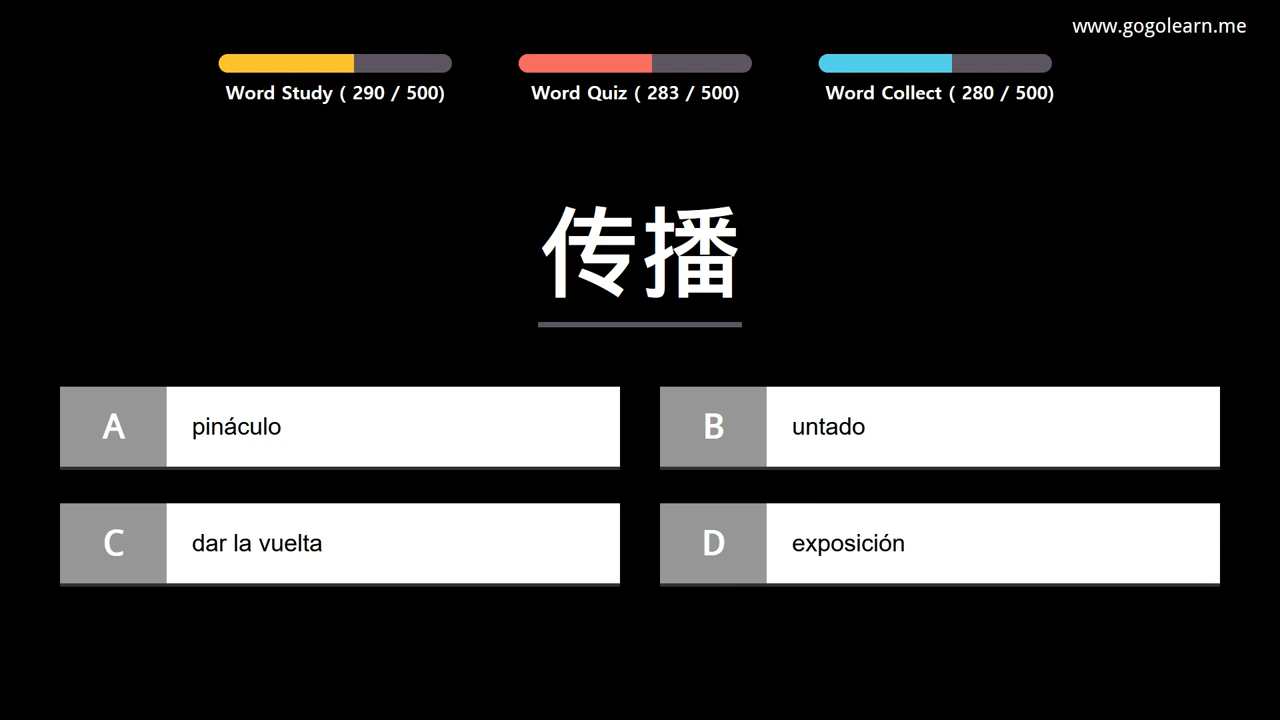 www.gogolearn.me
Word Study ( 290 / 500)
Word Quiz ( 283 / 500)
Word Collect ( 280 / 500)
传播
A pináculo
B untado
C dar la vuelta
D exposición